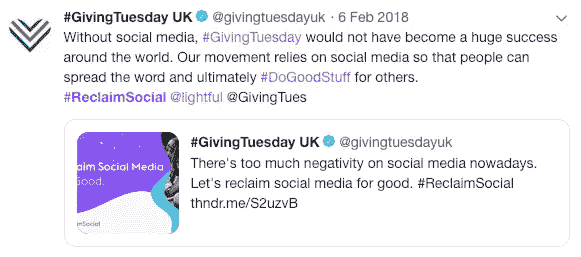 #GivingTuesday UK @givingtuesdayuk · 6 Feb 2018
Without social media, #GivingTuesday would not have become a huge success
around the world. Our movement relies on social media so that people can
spread the word and ultimately #DoGoodStuff for others.
#ReclaimSocial @lightful @GivingTues
#GivingTuesday UK @givingtuesdayuk
There's too much negativity on social media nowadays.
Let's reclaim social media for good. #ReclaimSocial
thndr.me/S2uzvB
aim Social Media
Good.
mSocial